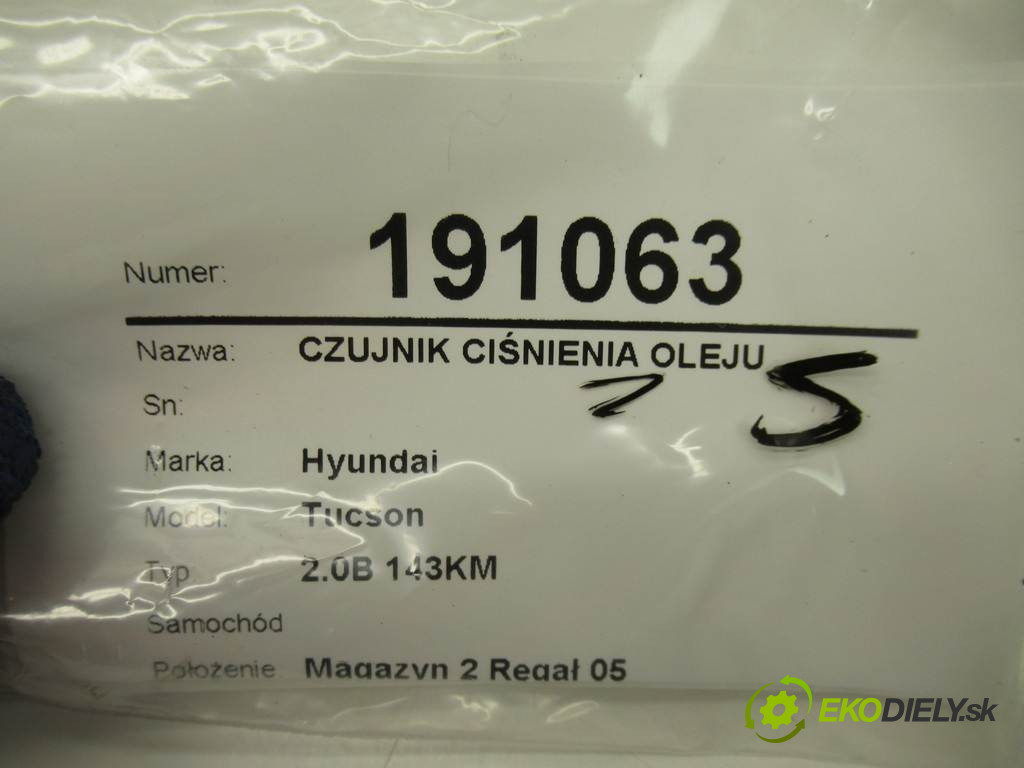 Numer: 191063
Nazwa: CZUJNIK CIŚNIENIA OLEJU
Sn:
Marka: Hyundai
Model: Tucson
Typ 2.0B 143KM
Samochód
Położenie Magazyn 2 Regał 05
EKODIELY.sk